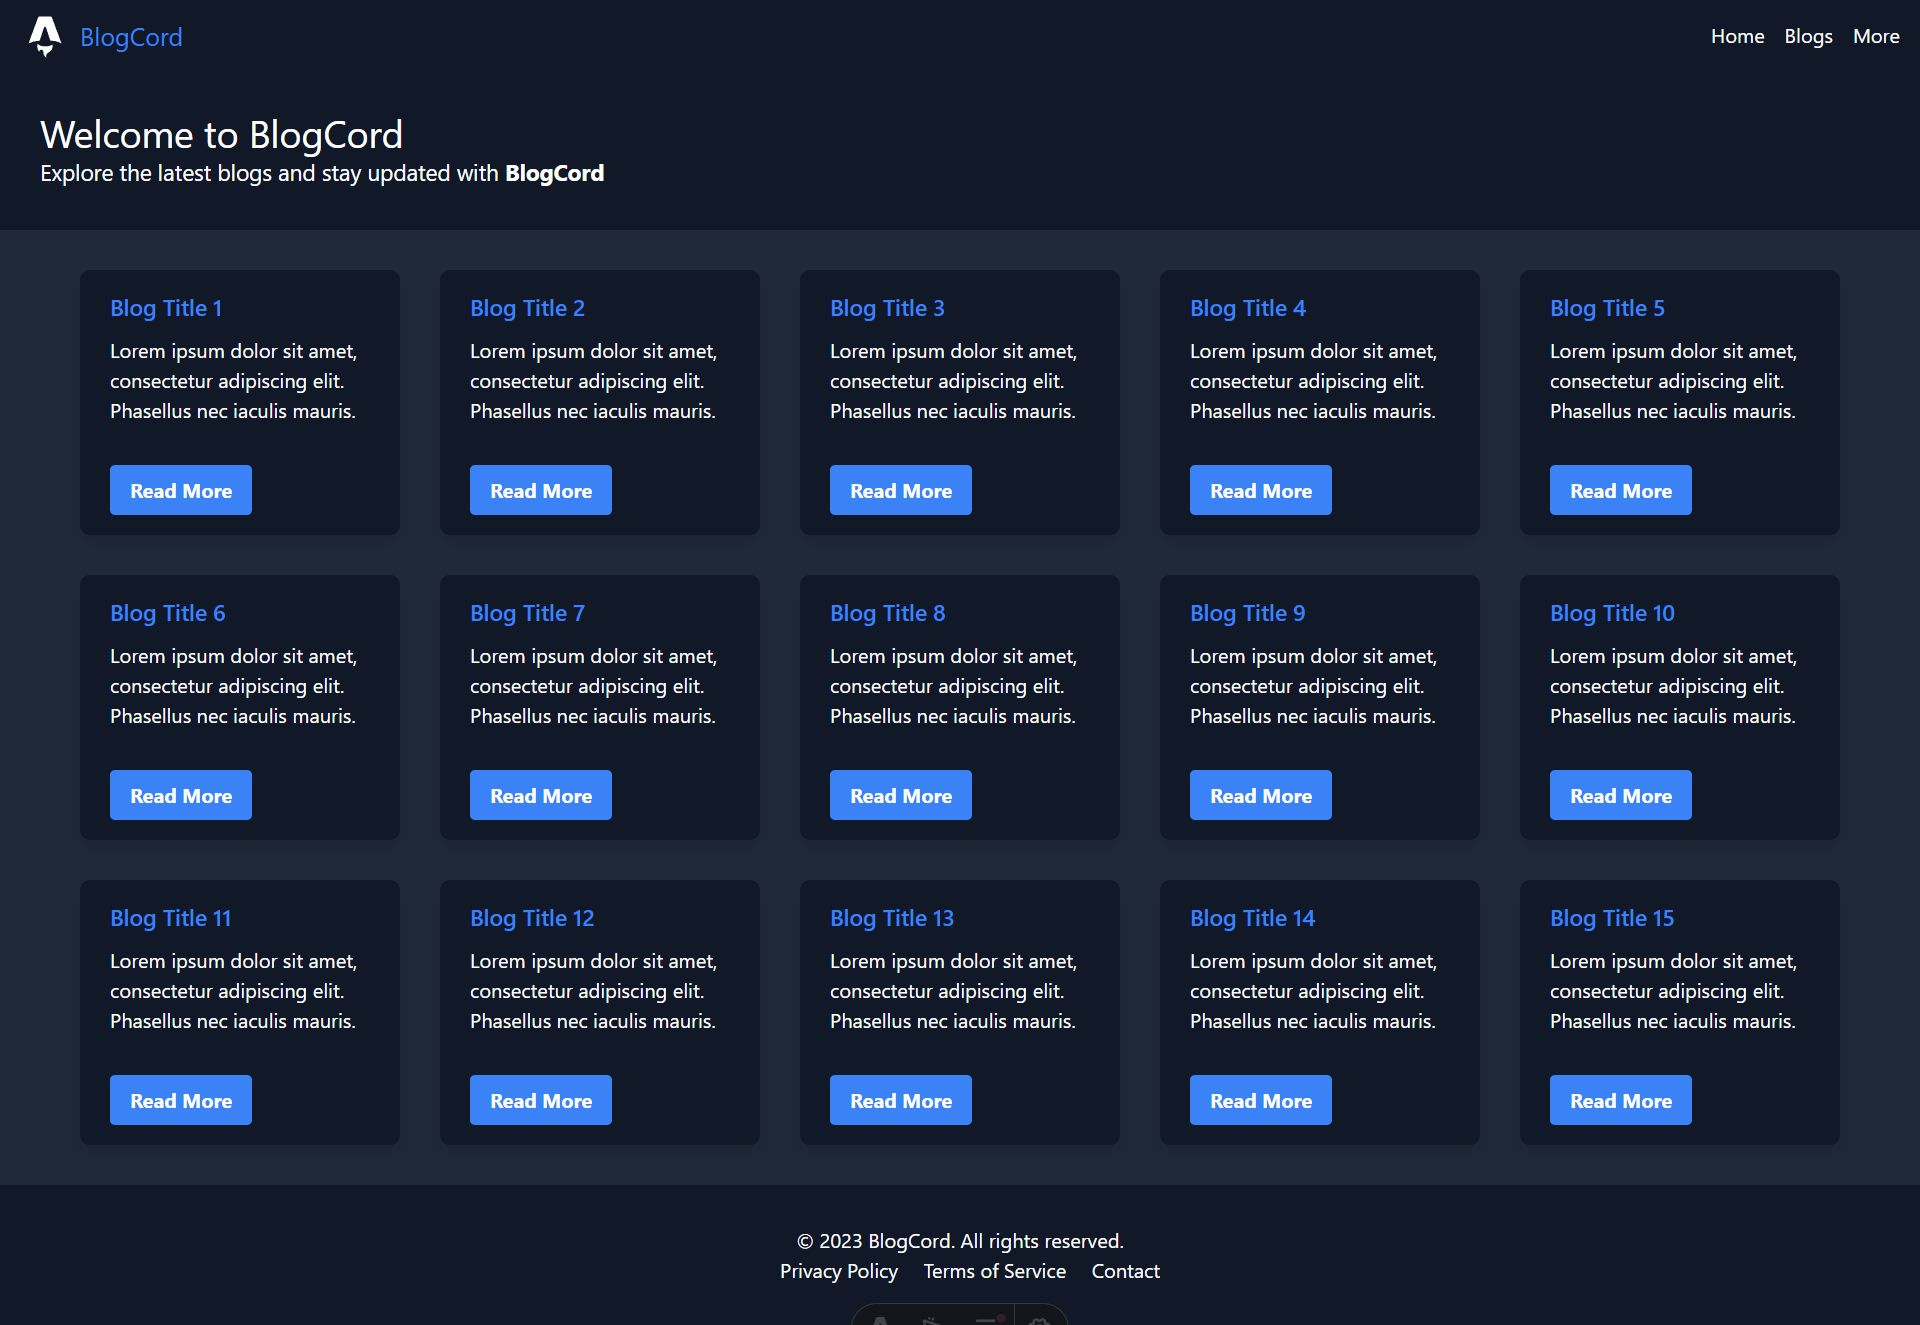 BlogCord
Home Blogs More
Welcome to BlogCord
Explore the latest blogs and stay updated with BlogCord
Blog Title 1
Lorem ipsum dolor sit amet,
consectetur adipiscing elit.
Phasellus nec iaculis mauris.
Read More
Blog Title 2
Lorem ipsum dolor sit amet,
consectetur adipiscing elit.
Phasellus nec iaculis mauris.
Read More
Blog Title 3
Lorem ipsum dolor sit amet,
consectetur adipiscing elit.
Phasellus nec iaculis mauris.
Read More
Blog Title 4
Lorem ipsum dolor sit amet,
consectetur adipiscing elit.
Phasellus nec iaculis mauris.
Read More
Blog Title 5
Lorem ipsum dolor sit amet,
consectetur adipiscing elit.
Phasellus nec iaculis mauris.
Read More
Blog Title 6
Lorem ipsum dolor sit amet,
consectetur adipiscing elit.
Phasellus nec iaculis mauris.
Read More
Blog Title 7
Lorem ipsum dolor sit amet,
consectetur adipiscing elit.
Phasellus nec iaculis mauris.
Read More
Blog Title 8
Lorem ipsum dolor sit amet,
consectetur adipiscing elit.
Phasellus nec iaculis mauris.
Read More
Blog Title 9
Lorem ipsum dolor sit amet,
consectetur adipiscing elit.
Phasellus nec iaculis mauris.
Read More
Blog Title 10
Lorem ipsum dolor sit amet,
consectetur adipiscing elit.
Phasellus nec iaculis mauris.
Read More
Blog Title 11
Lorem ipsum dolor sit amet,
consectetur adipiscing elit.
Phasellus nec iaculis mauris.
Read More
Blog Title 12
Lorem ipsum dolor sit amet,
consectetur adipiscing elit.
Phasellus nec iaculis mauris.
Read More
Blog Title 13
Lorem ipsum dolor sit amet,
consectetur adipiscing elit.
Phasellus nec iaculis mauris.
Read More
Blog Title 14
Lorem ipsum dolor sit amet,
consectetur adipiscing elit.
Phasellus nec iaculis mauris.
Read More
Blog Title 15
Lorem ipsum dolor sit amet,
consectetur adipiscing elit.
Phasellus nec iaculis mauris.
Read More
© 2023 BlogCord. All rights reserved.
Privacy Policy Terms of Service Contact